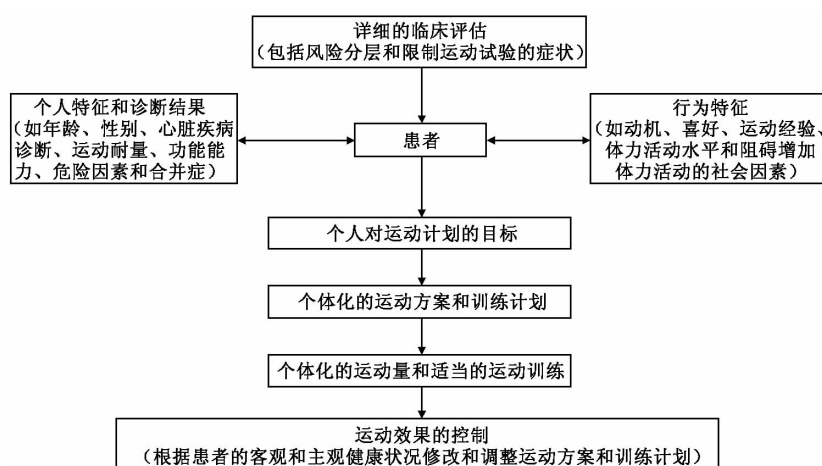 详细的临床评估
（包括风险分层和限制运动试验的症状）
个人特征和诊断结果
（如年龄、性别、心脏疾病
诊断、运动耐量、功能能
力、危险因素和合并症）
患者
行为特征
（如动机、喜好、运动经验、
体力活动水平和阻碍增加
体力活动的社会因素）
个人对运动计划的目标
个体化的运动方案和训练计划
个体化的运动量和适当的运动训练
运动效果的控制
（根据患者的客观和主观健康状况修改和调整运动方案和训练计划）